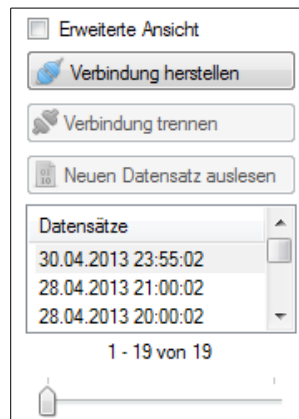 Erweiterte Ansicht
Verbindung herstellen
Verbindung trennen
Neuen Datensatz auslesen
Datensätze
30.04.2013 23:55:02
28.04.2013 21:00:02
28.04.2013 20:00:02
1 - 19 von 19